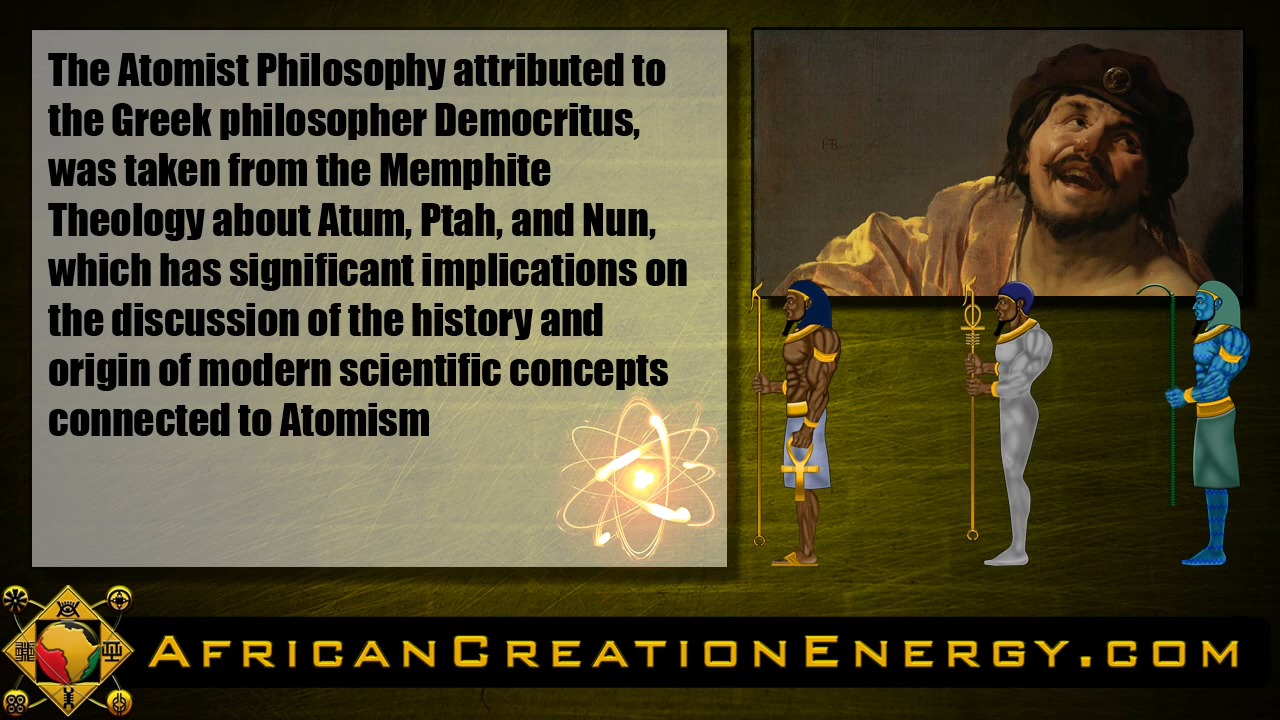 The Atomist Philosophy attributed to
the Greek philosopher Democritus,
was taken from the Memphite
Theology about Atum, Ptah, and Nun,
which has significant implications on
the discussion of the history and
origin of modern scientific concepts
connected to Atomism
AFRICANCREATIONENERGY.COM